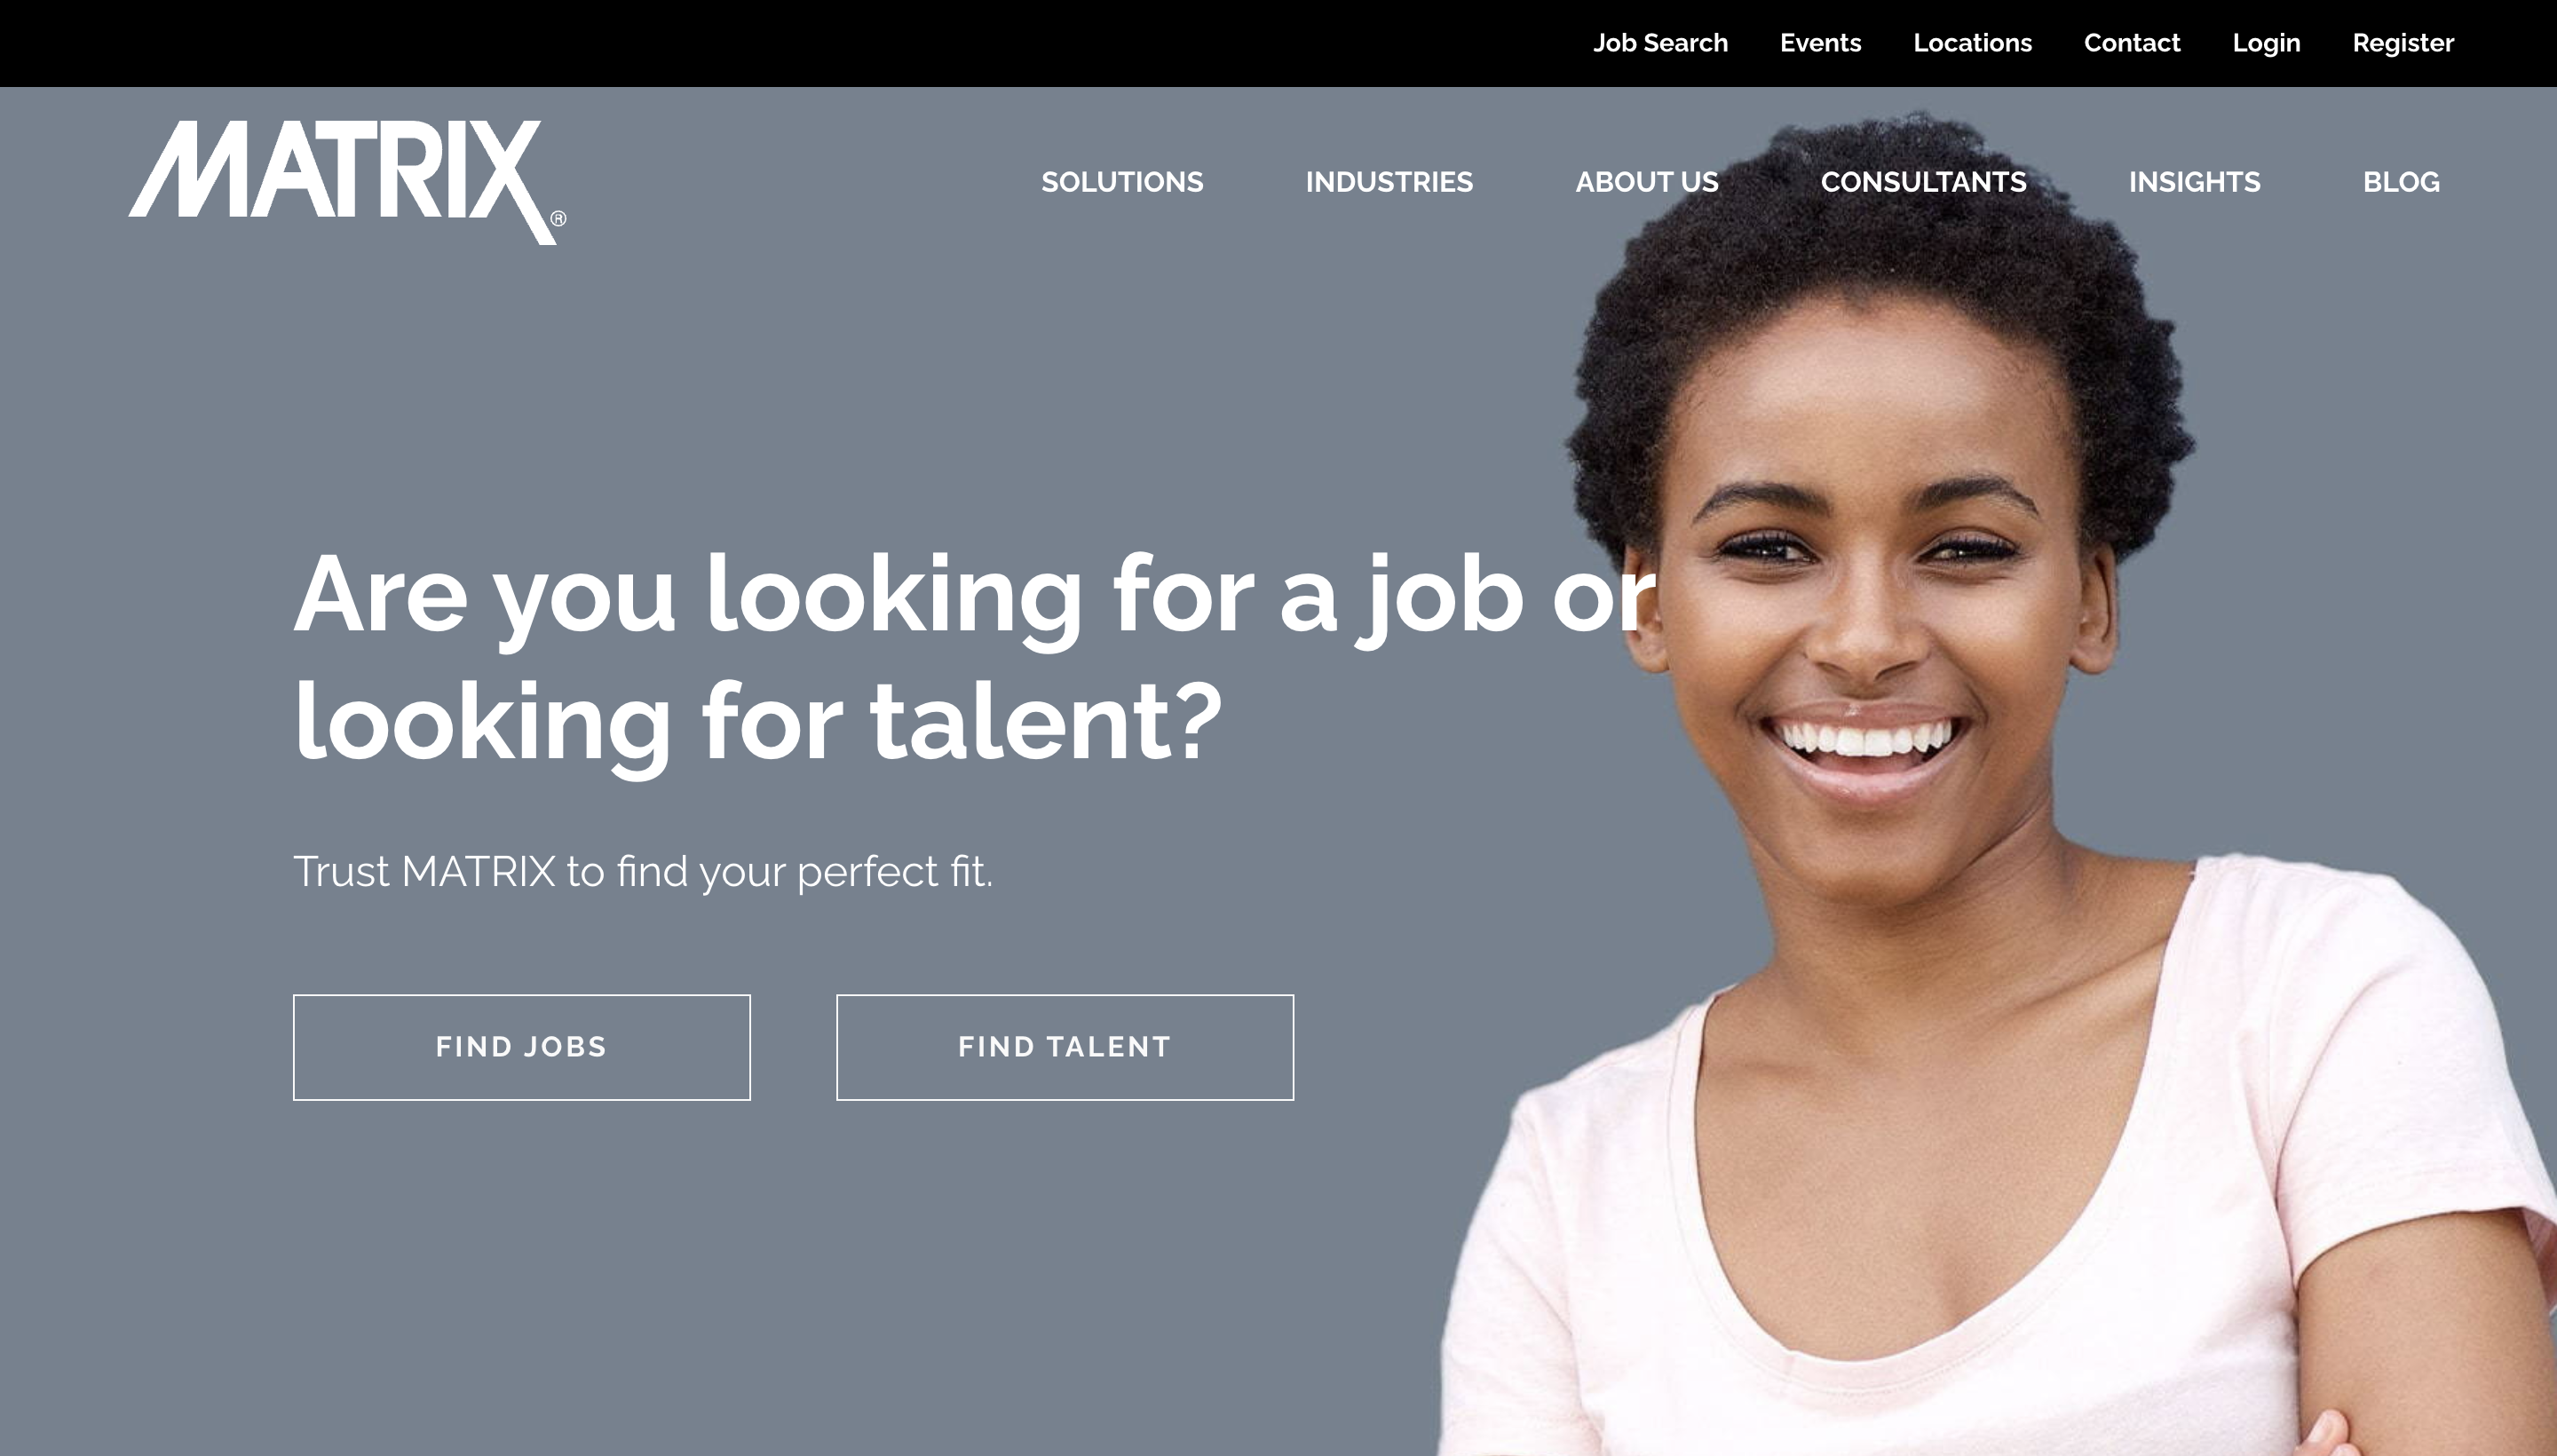 Job Search Events Locations Contact Login Register
MATRIX®
SOLUTIONS INDUSTRIES ABOUT US CONSULTANTS INSIGHTS BLOG
Are you looking for a job or
looking for talent?
Trust MATRIX to find your perfect fit.
FIND JOBS FIND TALENT